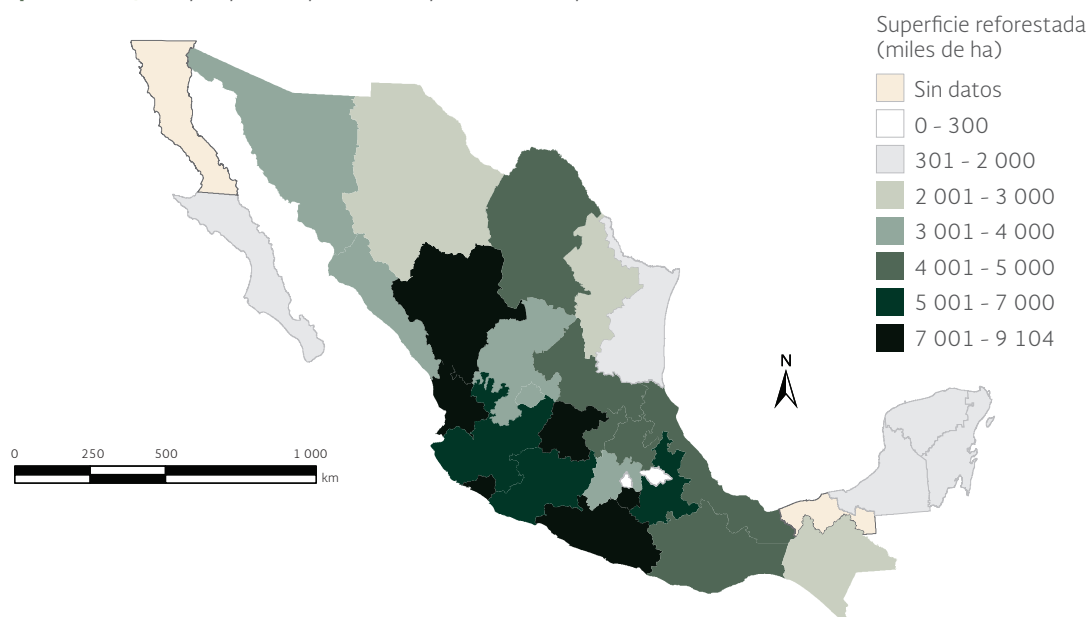 Superficie reforestada
(miles de ha)
Sin datos
0 - 300
301 - 2 000
2 001 - 3 000
3 001 - 4 000
4 001 - 5 000
5 001 - 7 000
7 001 - 9 104
N
0 250 500 1 000
km